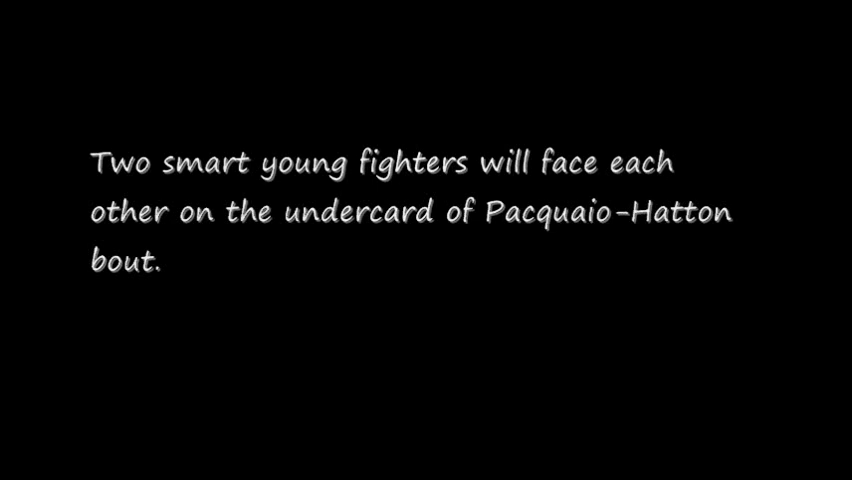 Two smart young fighters will face each
other on the undercard of Pacquaio-Hatton
bout.